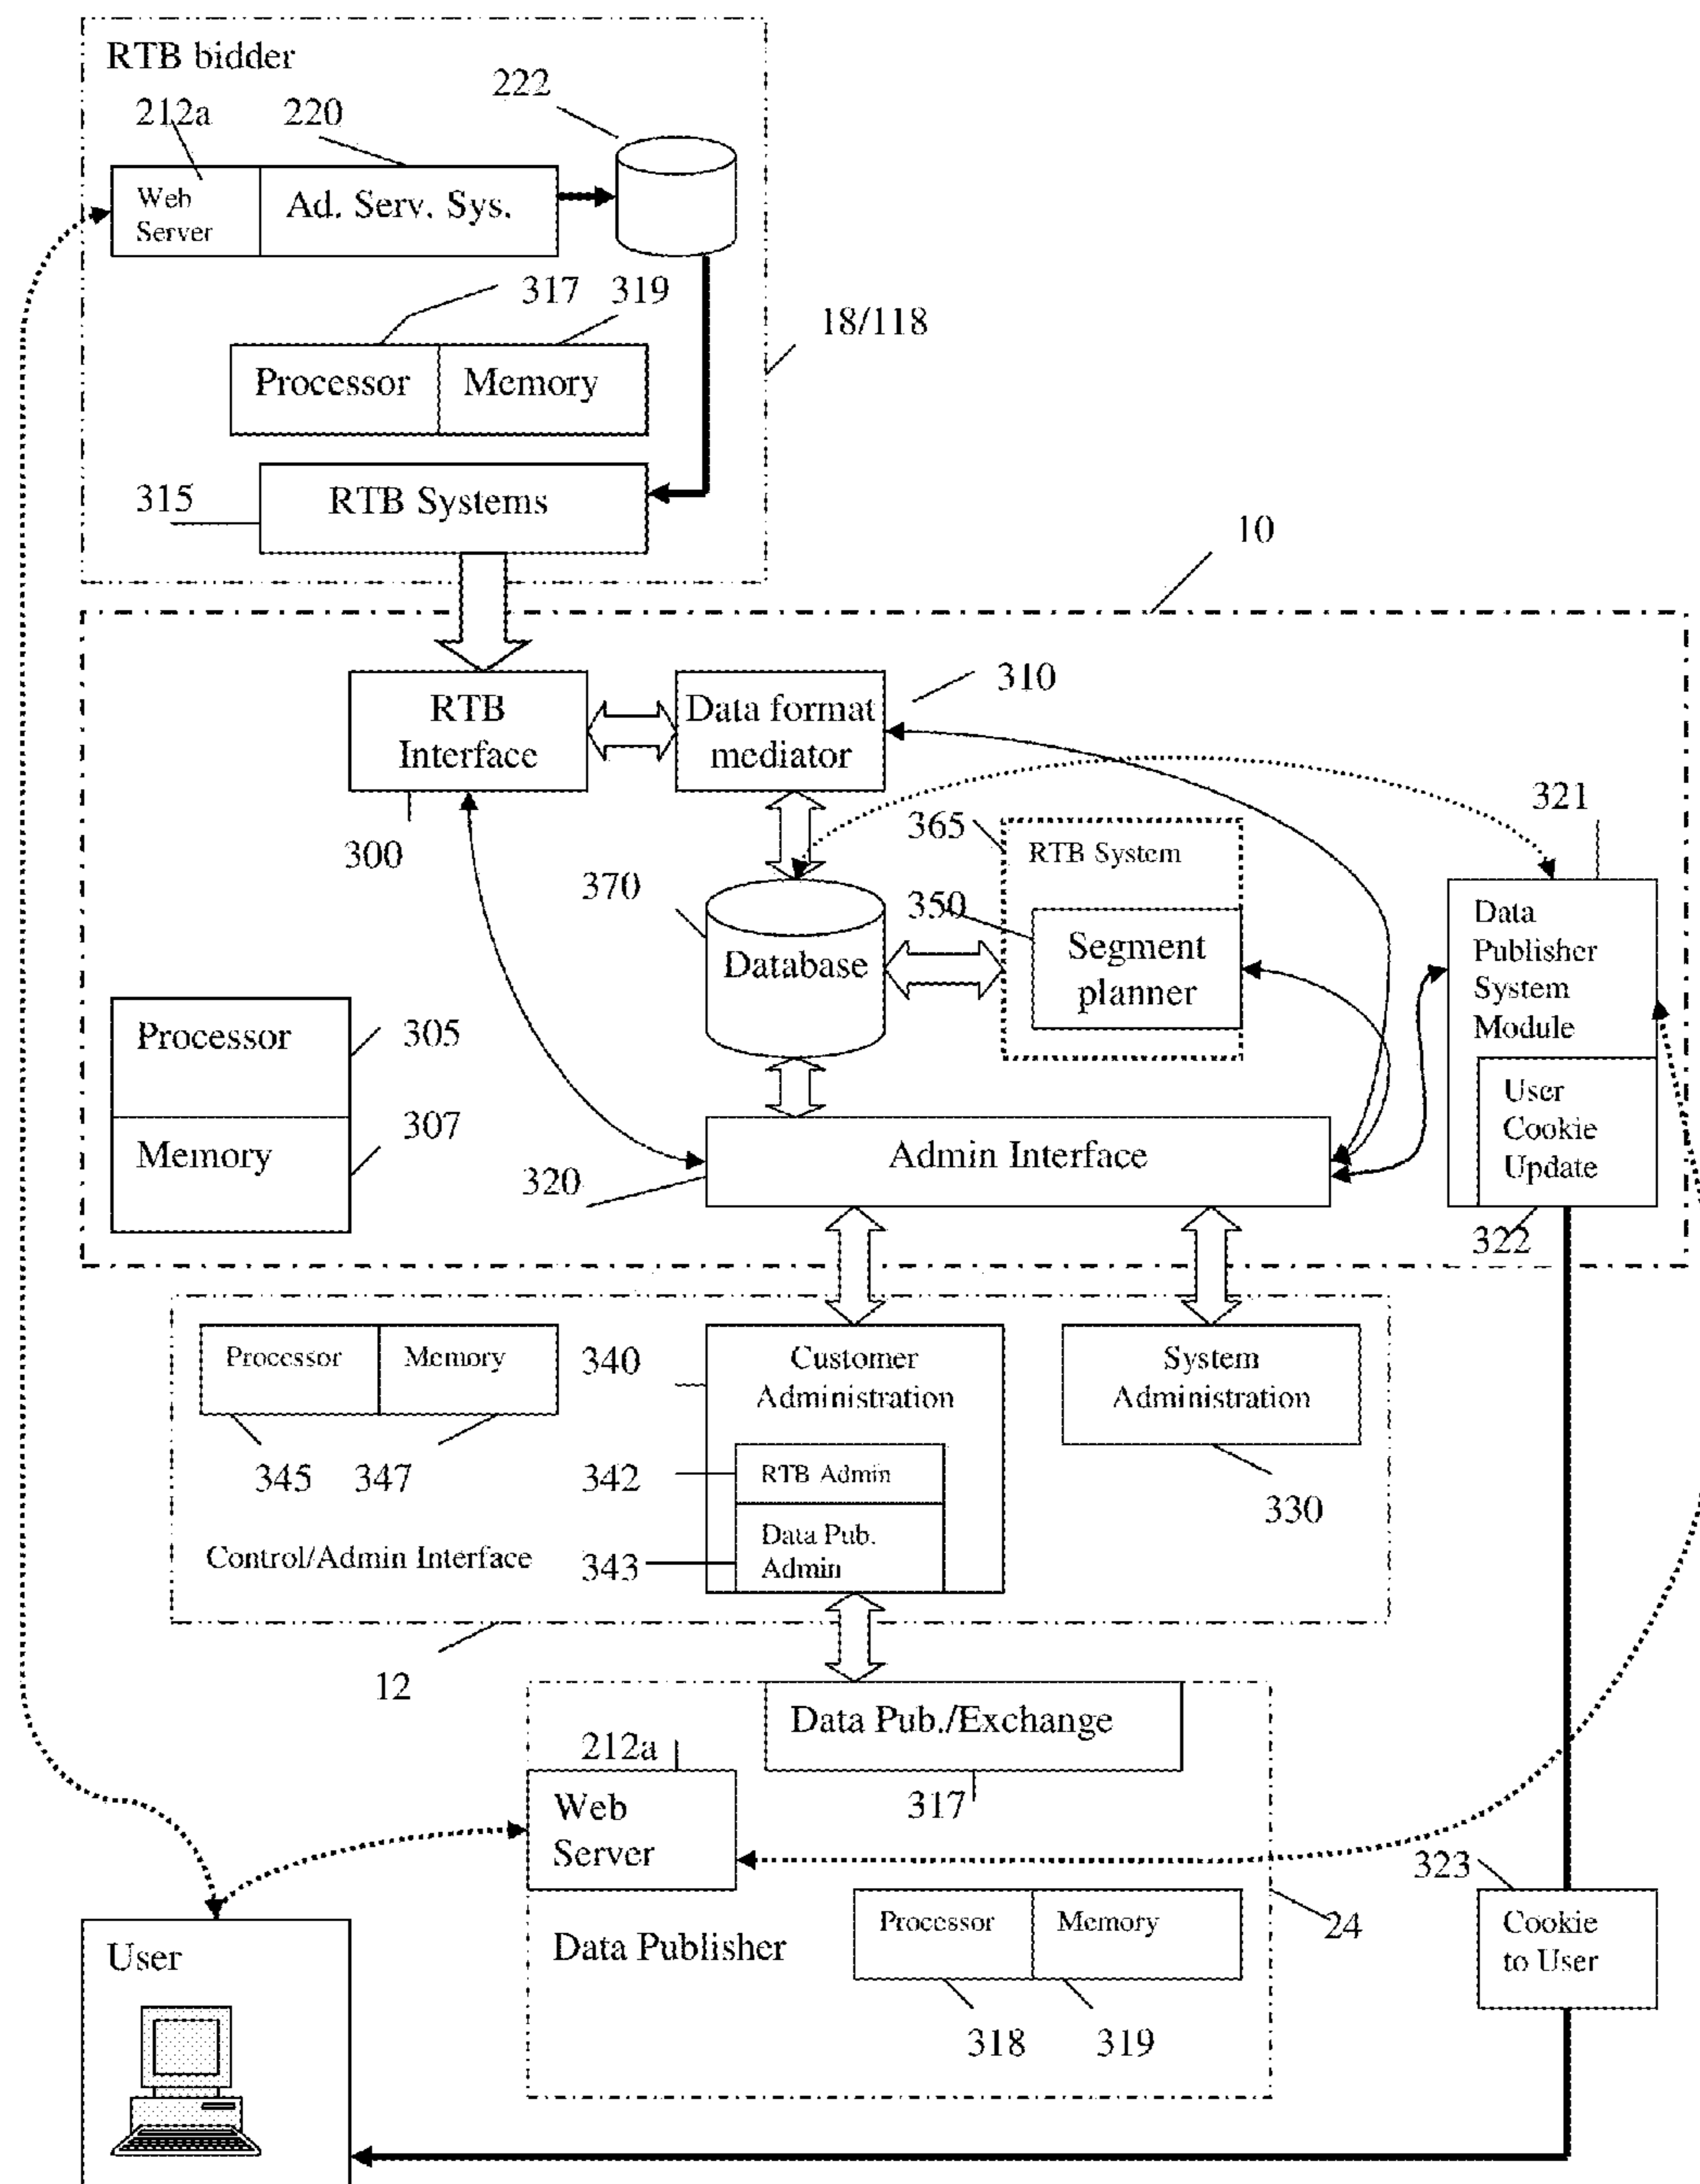 RTB bidder
212a
220
222
Web
Server
Ad. Serv. Sys.
317
319
18/118
Processor
Memory
315
RTB Systems
10
RTB
Interface
Data format
mediator
310
300
321
365
RTB System
370
350
Database
Segment
planner
Data
Publisher
System
Module
Processor
305
Memory
307
User
Cookie
Update
Admin Interface
320
322
Processor
Memory
340
Customer
Administration
System
Administration
345
347
342
RTB Admin
330
Control/Admin Interface
343
Data Pub.
Admin
12
Data Pub./Exchange
212a
317
Web
Server
323
Processor
Memory
24
Cookie
to User
Data Publisher
User
318
319